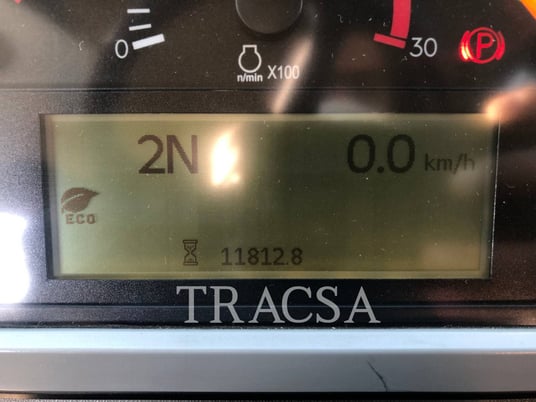 0 30
n/min X100
P
2N 0.0 km/h
ECO
11812.8
TRACSA